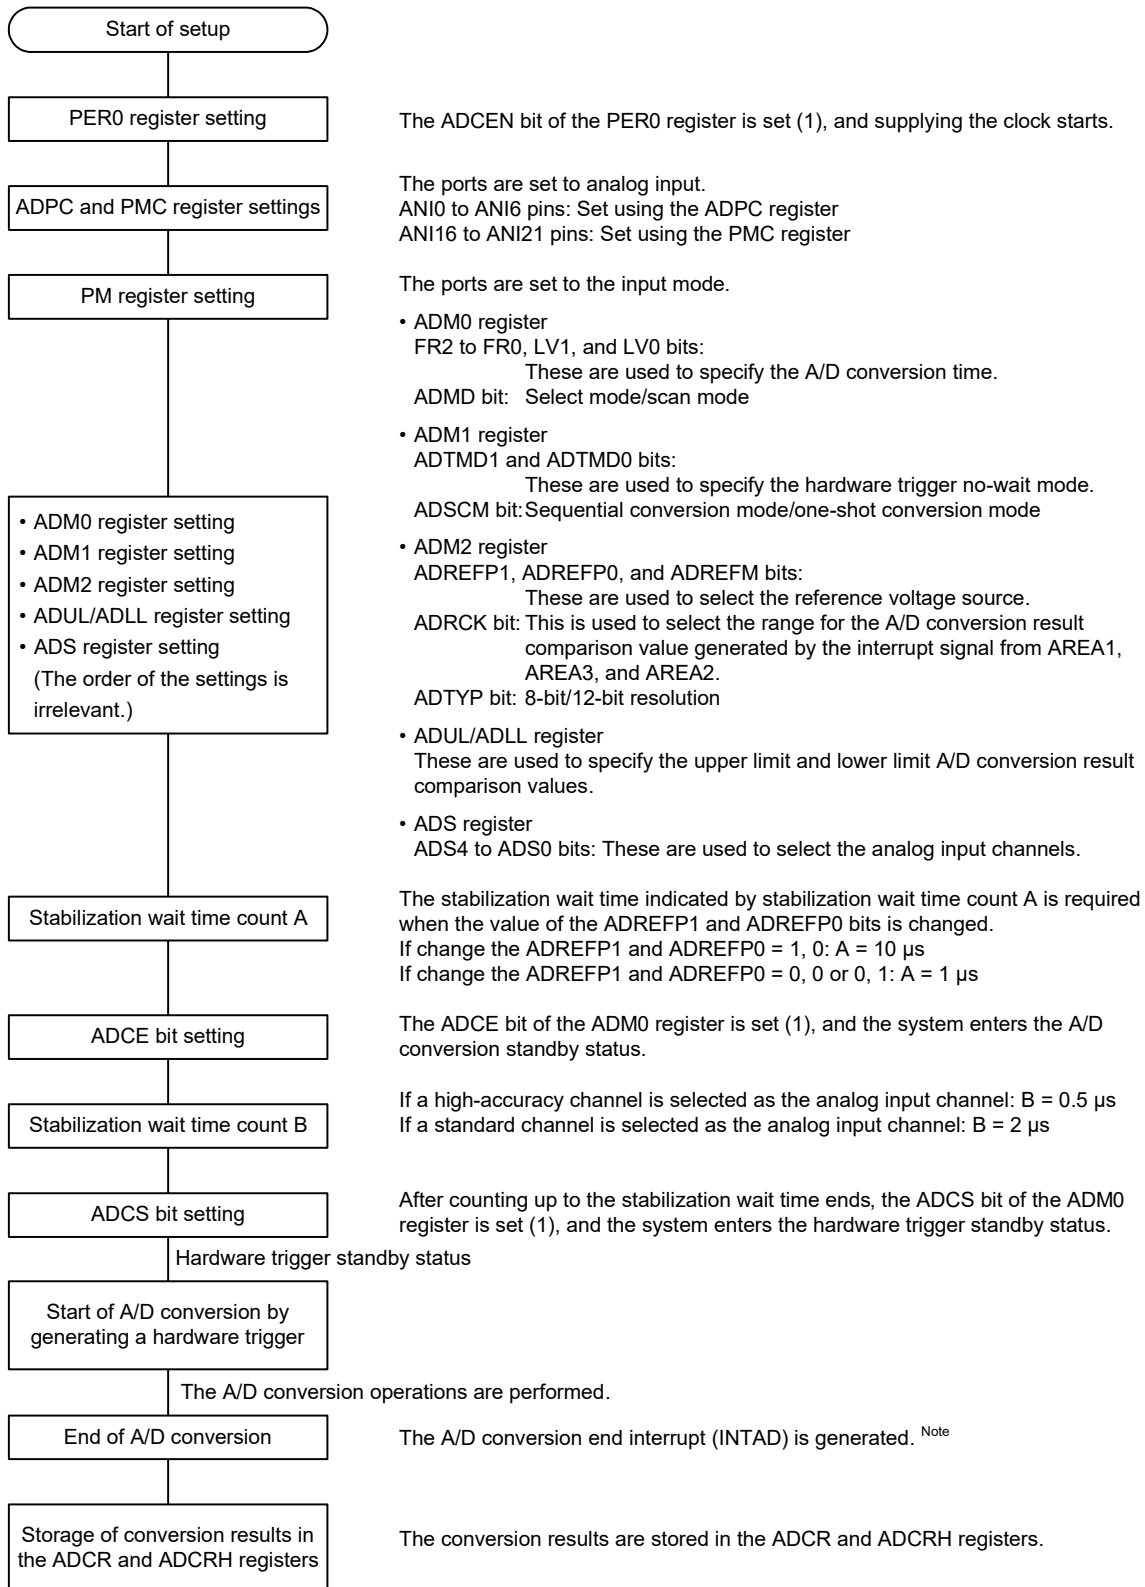 Start of setup
PER0 register setting
The ADCEN bit of the PER0 register is set (1), and supplying the clock starts.
ADPC and PMC register settings
The ports are set to analog input.
ANI0 to ANI6 pins: Set using the ADPC register
ANI16 to ANI21 pins: Set using the PMC register
PM register setting
The ports are set to the input mode.
• ADM0 register
FR2 to FR0, LV1, and LV0 bits:
These are used to specify the A/D conversion time.
ADMD bit: Select mode/scan mode
• ADM1 register
ADTMD1 and ADTMD0 bits:
These are used to specify the hardware trigger no-wait mode.
ADSCM bit: Sequential conversion mode/one-shot conversion mode
• ADM2 register
ADREFP1, ADREFP0, and ADREFM bits:
These are used to select the reference voltage source.
ADRCK bit: This is used to select the range for the A/D conversion result
comparison value generated by the interrupt signal from AREA1,
AREA3, and AREA2.
ADTYP bit: 8-bit/12-bit resolution
• ADUL/ADLL register
These are used to specify the upper limit and lower limit A/D conversion result
comparison values.
• ADS register
ADS4 to ADS0 bits: These are used to select the analog input channels.
• ADM0 register setting
• ADM1 register setting
• ADM2 register setting
• ADUL/ADLL register setting
• ADS register setting
(The order of the settings is
irrelevant.)
Stabilization wait time count A
The stabilization wait time indicated by stabilization wait time count A is required
when the value of the ADREFP1 and ADREFP0 bits is changed.
If change the ADREFP1 and ADREFP0 = 1, 0: A = 10 µs
If change the ADREFP1 and ADREFP0 = 0, 0 or 0, 1: A = 1 µs
ADCE bit setting
The ADCE bit of the ADM0 register is set (1), and the system enters the A/D
conversion standby status.
Stabilization wait time count B
If a high-accuracy channel is selected as the analog input channel: B = 0.5 µs
If a standard channel is selected as the analog input channel: B = 2 µs
ADCS bit setting
After counting up to the stabilization wait time ends, the ADCS bit of the ADM0
register is set (1), and the system enters the hardware trigger standby status.
Hardware trigger standby status
Start of A/D conversion by
generating a hardware trigger
The A/D conversion operations are performed.
End of A/D conversion
The A/D conversion end interrupt (INTAD) is generated. Note
Storage of conversion results in
the ADCR and ADCRH registers
The conversion results are stored in the ADCR and ADCRH registers.